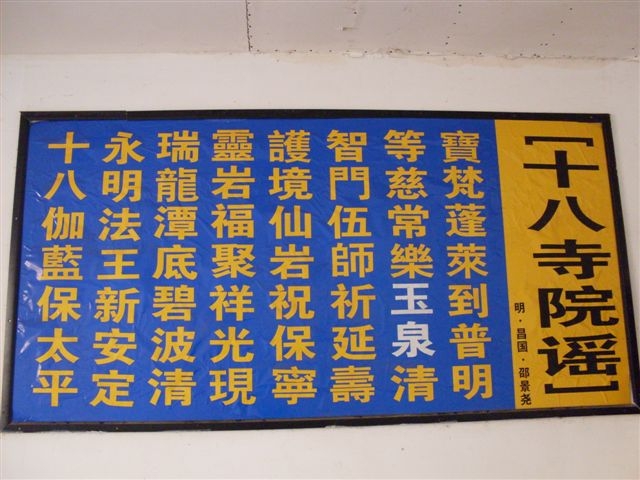 【十八寺院谣】
明·昌国·邵景尧
寶梵蓬萊到普明
等慈常樂玉泉清
智門伍師祈延壽
護境仙岩祝保寧
靈岩福聚祥光現
瑞龍潭底碧波清
永明法王新安定
十八伽藍保太平